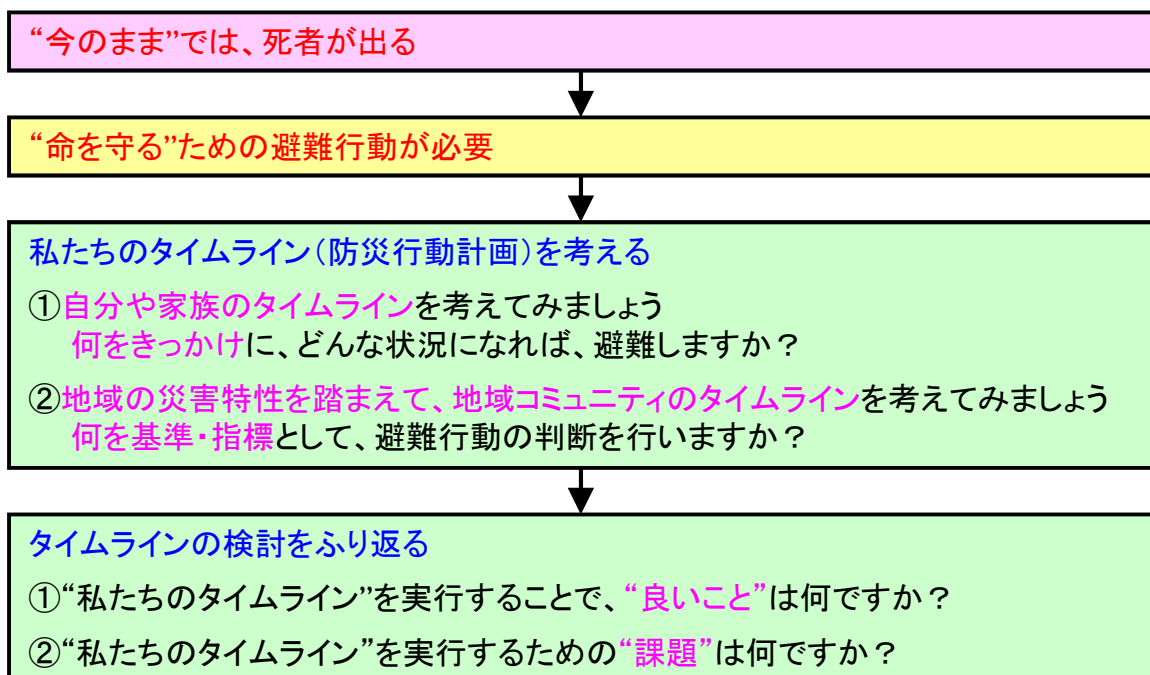 “今のまま”では、死者が出る
“命を守る”ための避難行動が必要
私たちのタイムライン(防災行動計画)を考える
①自分や家族のタイムラインを考えてみましょう
何をきっかけに、どんな状況になれば、避難しますか?
②地域の災害特性を踏まえて、地域コミュニティのタイムラインを考えてみましょう
何を基準・指標として、避難行動の判断を行いますか?
タイムラインの検討をふり返る
①“私たちのタイムライン”を実行することで、“良いこと”は何ですか?
②“私たちのタイムライン”を実行するための“課題”は何ですか?